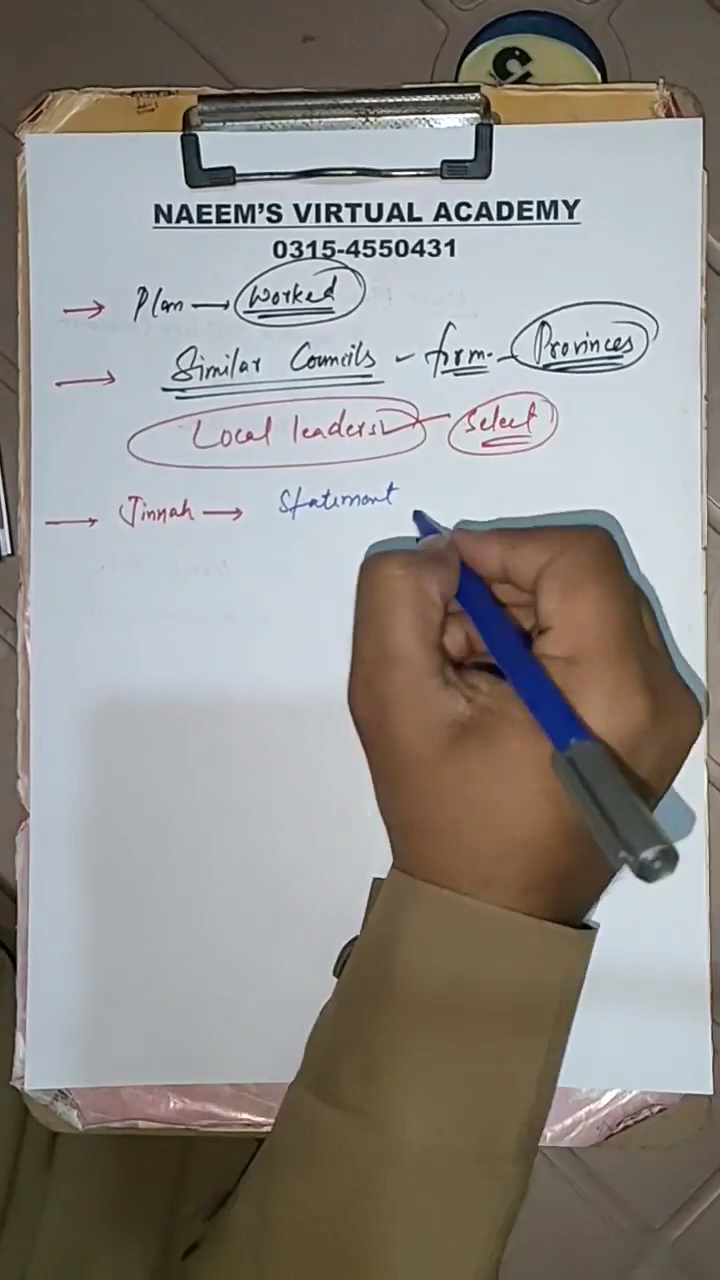 NAEEM'S VIRTUAL ACADEMY
0315-4550431
→ Plan → Worked
→ Similar Councils - form - Provinces
Local leaders - Select
→ Jinnah → Statement